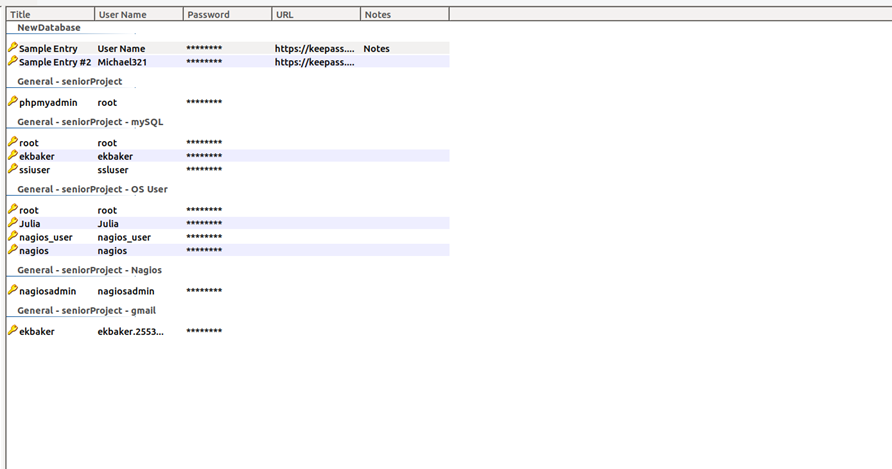 Title User Name Password URL Notes
NewDatabase
Sample Entry User Name ******** https://keepass.... Notes
Sample Entry #2 Michael321 ******** https://keepass....
General - seniorProject
phpmyadmin root ********
General - seniorProject - mySQL
root root ********
ekbaker ekbaker ********
ssiuser ssluser ********
General - seniorProject - OS User
root root ********
Julia Julia ********
nagios_user nagios_user ********
nagios nagios ********
General - seniorProject - Nagios
nagiosadmin nagiosadmin ********
General - seniorProject - gmail
ekbaker ekbaker.2553... ********